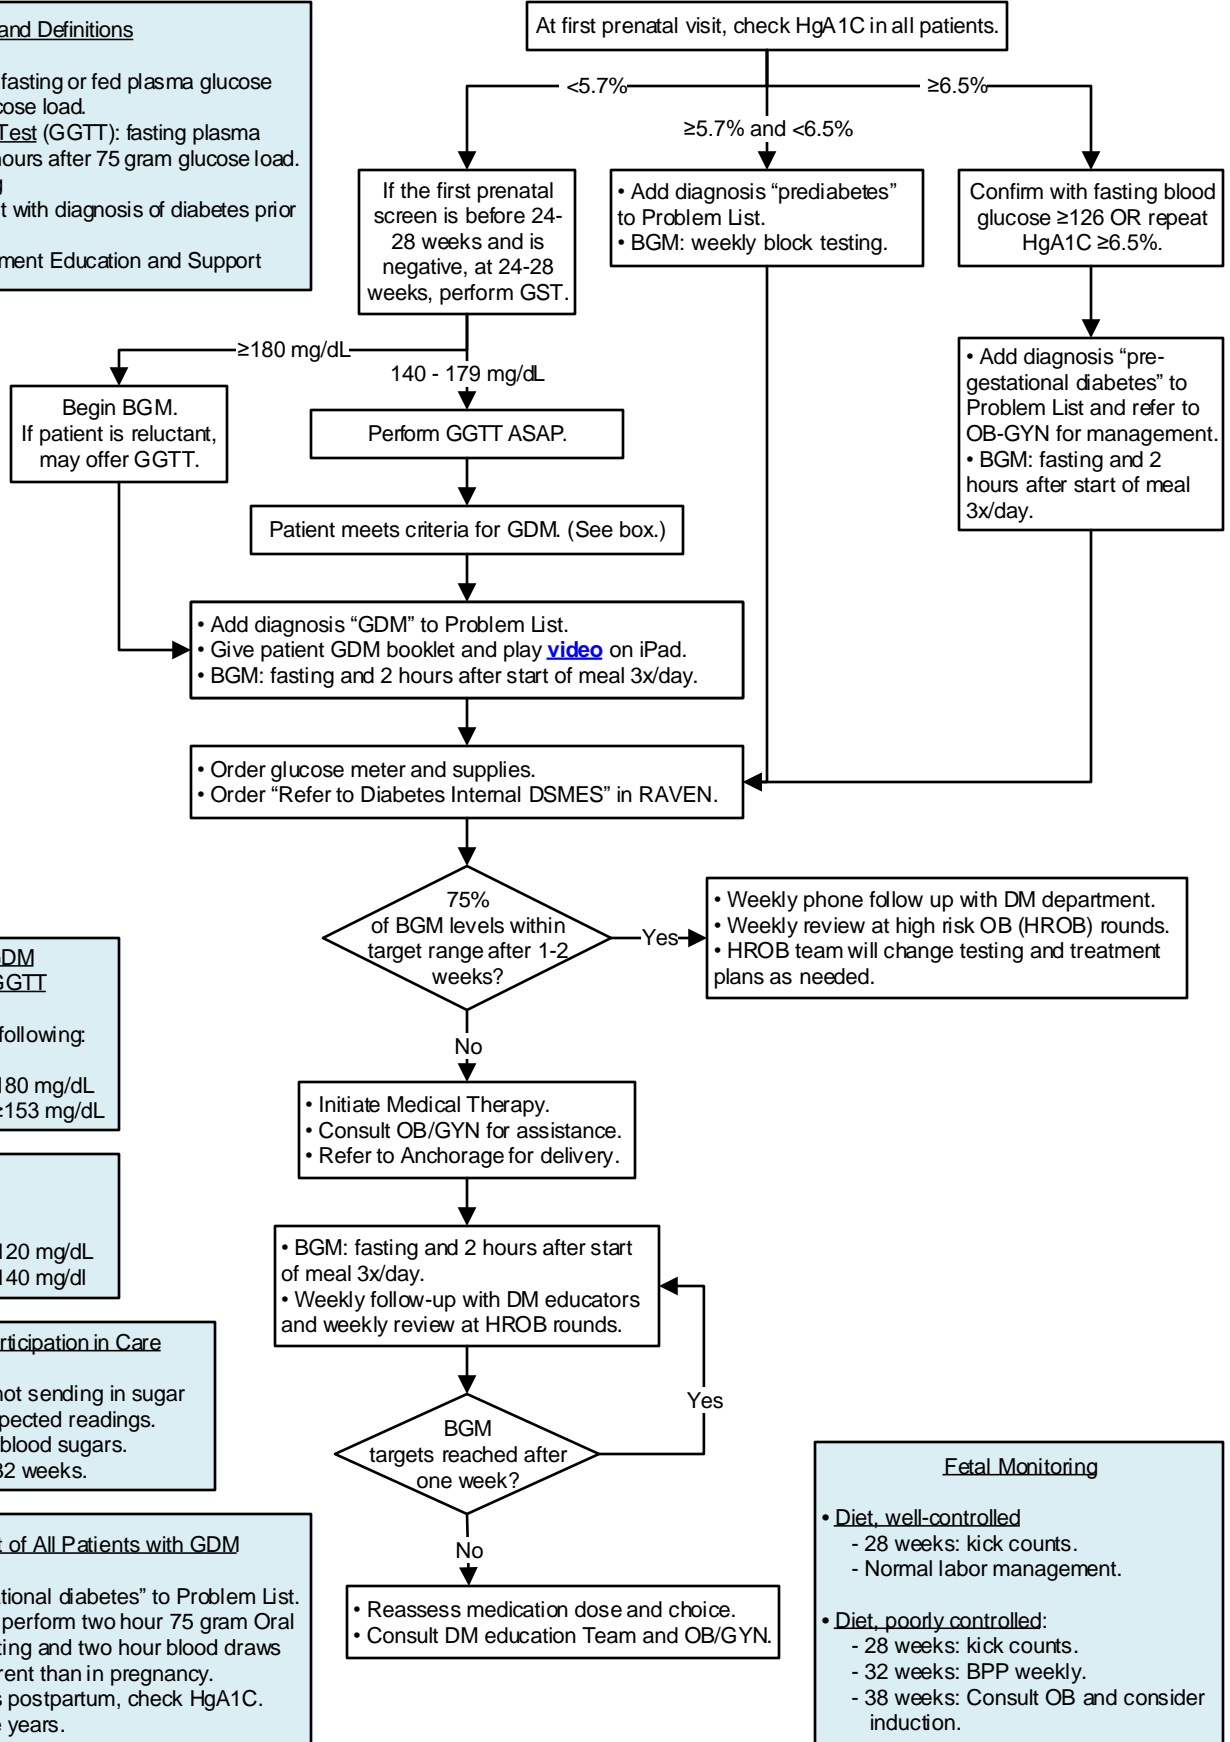 and Definitions
fasting or fed plasma glucose
cose load.
Test (GGTT): fasting plasma
hours after 75 gram glucose load.
g
t with diagnosis of diabetes prior
ment Education and Support
At first prenatal visit, check HgA1C in all patients.
<5.7%
≥5.7% and <6.5%
≥6.5%
If the first prenatal
screen is before 24-
28 weeks and is
negative, at 24-28
weeks, perform GST.
• Add diagnosis “prediabetes”
to Problem List.
• BGM: weekly block testing.
Confirm with fasting blood
glucose ≥126 OR repeat
HgA1C ≥6.5%.
≥180 mg/dL
140 - 179 mg/dL
• Add diagnosis “pre-
gestational diabetes” to
Problem List and refer to
OB-GYN for management.
• BGM: fasting and 2
hours after start of meal
3x/day.
Begin BGM.
If patient is reluctant,
may offer GGTT.
Perform GGTT ASAP.
Patient meets criteria for GDM. (See box.)
• Add diagnosis “GDM” to Problem List.
• Give patient GDM booklet and play video on iPad.
• BGM: fasting and 2 hours after start of meal 3x/day.
• Order glucose meter and supplies.
• Order “Refer to Diabetes Internal DSMES” in RAVEN.
75%
of BGM levels within
target range after 1-2
weeks?
Yes
• Weekly phone follow up with DM department.
• Weekly review at high risk OB (HROB) rounds.
• HROB team will change testing and treatment
plans as needed.
No
GDM
GGTT
following:
180 mg/dL
≥153 mg/dL
• Initiate Medical Therapy.
• Consult OB/GYN for assistance.
• Refer to Anchorage for delivery.
120 mg/dL
140 mg/dl
• BGM: fasting and 2 hours after start
of meal 3x/day.
• Weekly follow-up with DM educators
and weekly review at HROB rounds.
rticipation in Care
not sending in sugar
pected readings.
blood sugars.
32 weeks.
Yes
BGM
targets reached after
one week?
No
• Reassess medication dose and choice.
• Consult DM education Team and OB/GYN.
t of All Patients with GDM
tional diabetes” to Problem List.
perform two hour 75 gram Oral
ting and two hour blood draws
rent than in pregnancy.
s postpartum, check HgA1C.
e years.
Fetal Monitoring
• Diet, well-controlled
- 28 weeks: kick counts.
- Normal labor management.
• Diet, poorly controlled:
- 28 weeks: kick counts.
- 32 weeks: BPP weekly.
- 38 weeks: Consult OB and consider
induction.